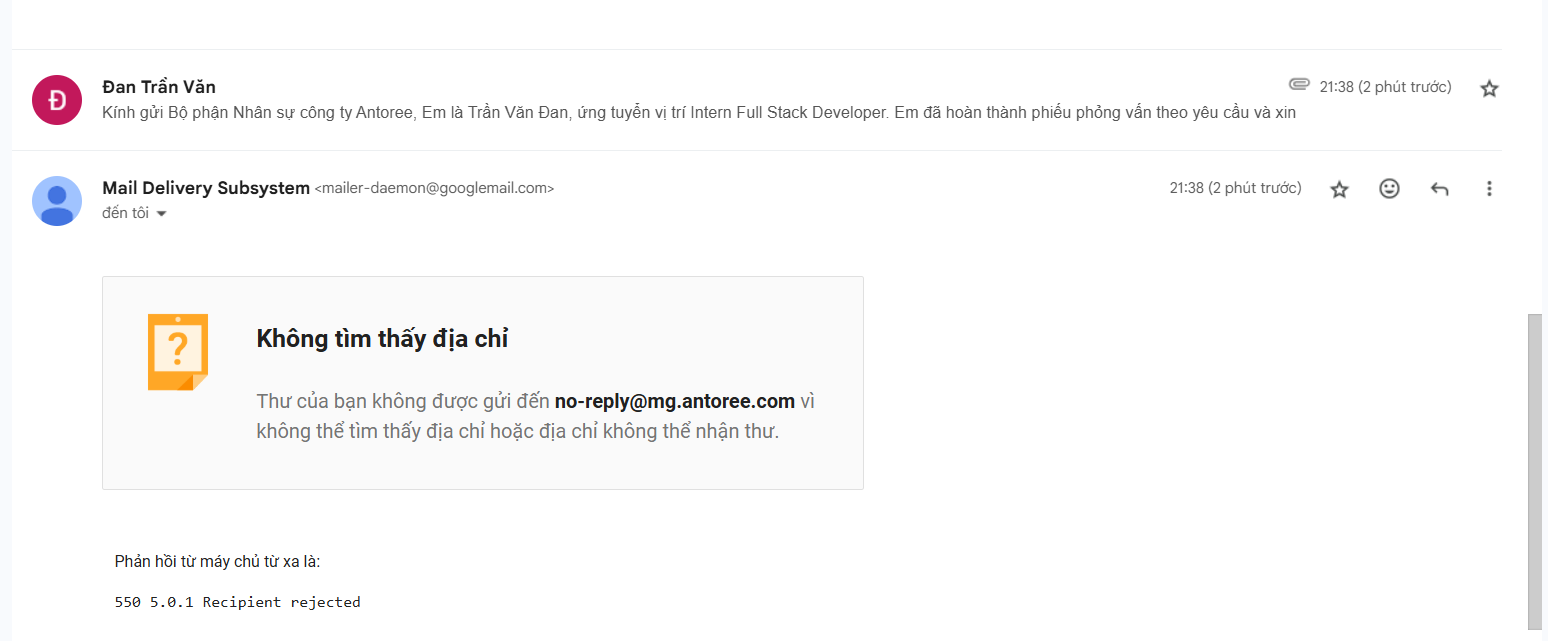 Đan Trần Văn
21:38 (2 phút trước)
Kính gửi Bộ phận Nhân sự công ty Antoree, Em là Trần Văn Đan, ứng tuyển vị trí Intern Full Stack Developer. Em đã hoàn thành phiếu phỏng vấn theo yêu cầu và xin
Đ
Mail Delivery Subsystem <mailer-daemon@googlemail.com>
21:38 (2 phút trước)
đến tôi
?
Không tìm thấy địa chỉ
Thư của bạn không được gửi đến no-reply@mg.antoree.com vì
không thể tìm thấy địa chỉ hoặc địa chỉ không thể nhận thư.
Phản hồi từ máy chủ từ xa là:
550 5.0.1 Recipient rejected